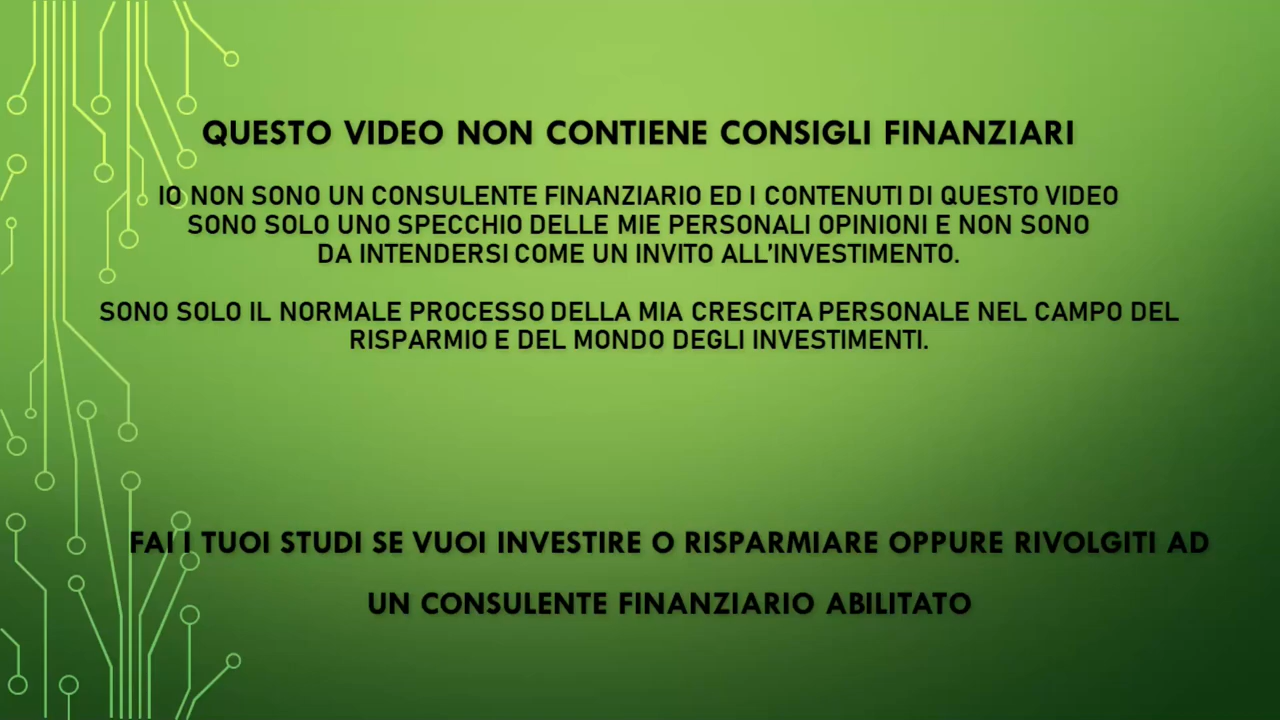 QUESTO VIDEO NON CONTIENE CONSIGLI FINANZIARI
IO NON SONO UN CONSULENTE FINANZIARIO ED I CONTENUTI DI QUESTO VIDEO
SONO SOLO UNO SPECCHIO DELLE MIE PERSONALI OPINIONI E NON SONO
DA INTENDERSI COME UN INVITO ALL'INVESTIMENTO.
SONO SOLO IL NORMALE PROCESSO DELLA MIA CRESCITA PERSONALE NEL CAMPO DEL
RISPARMIO E DEL MONDO DEGLI INVESTIMENTI.
FAI I TUOI STUDI SE VUOI INVESTIRE O RISPARMIARE OPPURE RIVOLGITI AD
UN CONSULENTE FINANZIARIO ABILITATO